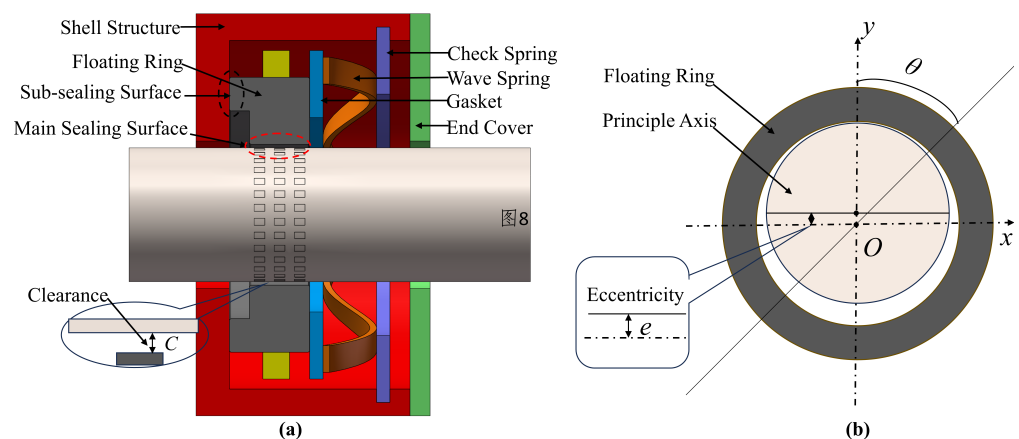 Shell Structure
Floating Ring
Sub-sealing Surface
Main Sealing Surface
Check Spring
Wave Spring
Gasket
End Cover
图8
Clearance
C
(a)
y
θ
Floating Ring
Principle Axis
x
O
Eccentricity
e
(b)